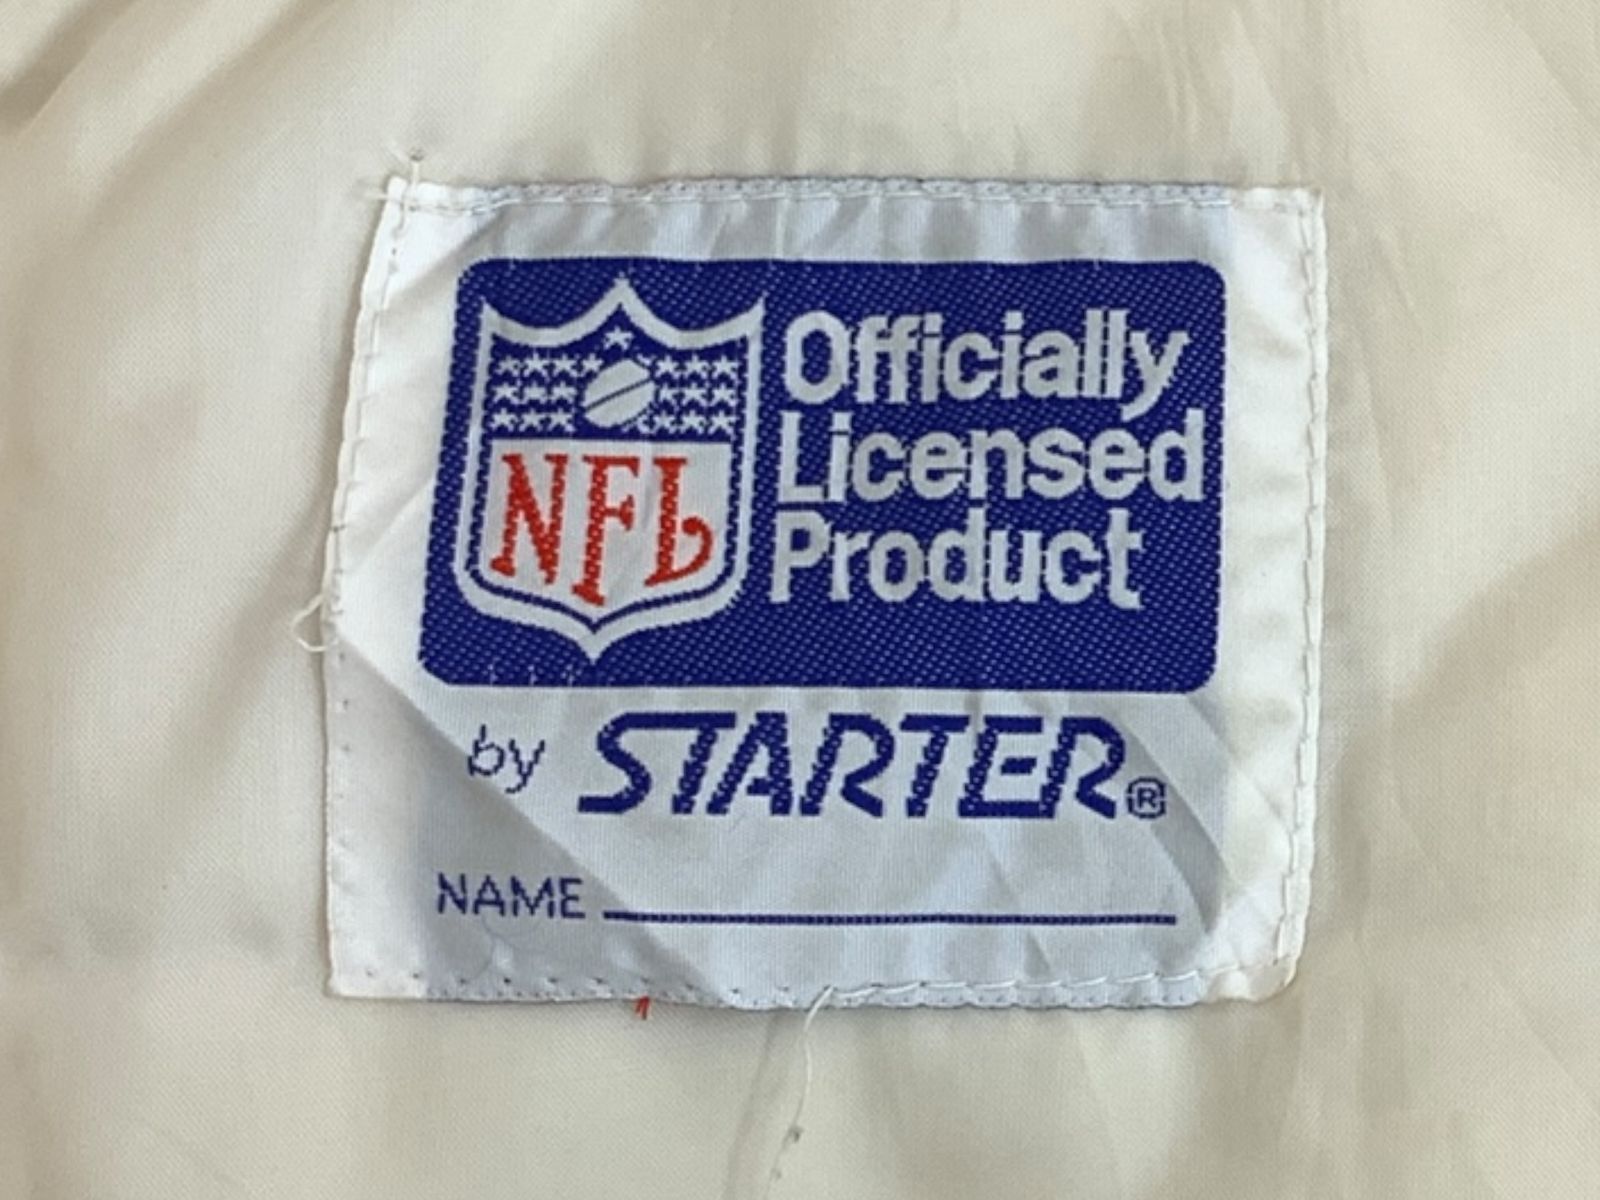 NFL
Officially
Licensed
Product
by STARTER®
NAME